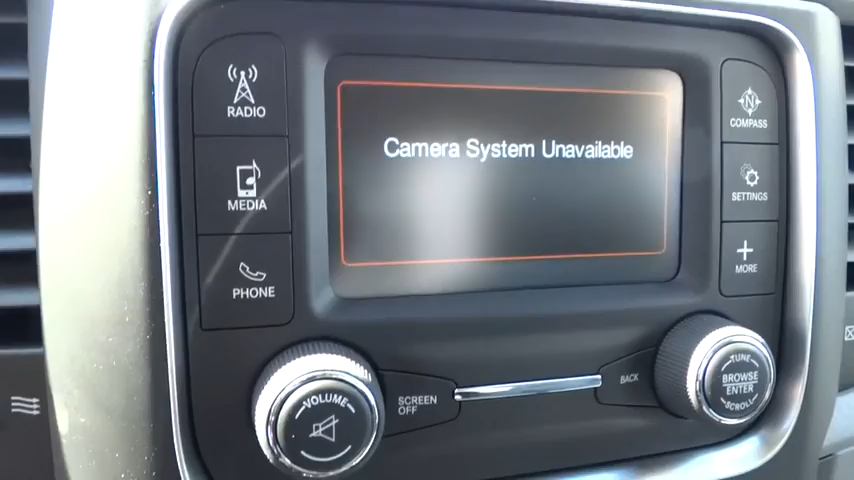 RADIO
MEDIA
PHONE
Camera System Unavailable
N
COMPASS
SETTINGS
MORE
VOLUME
SCREEN
OFF
BACK
TUNE
BROWSE
ENTER
SCROLL